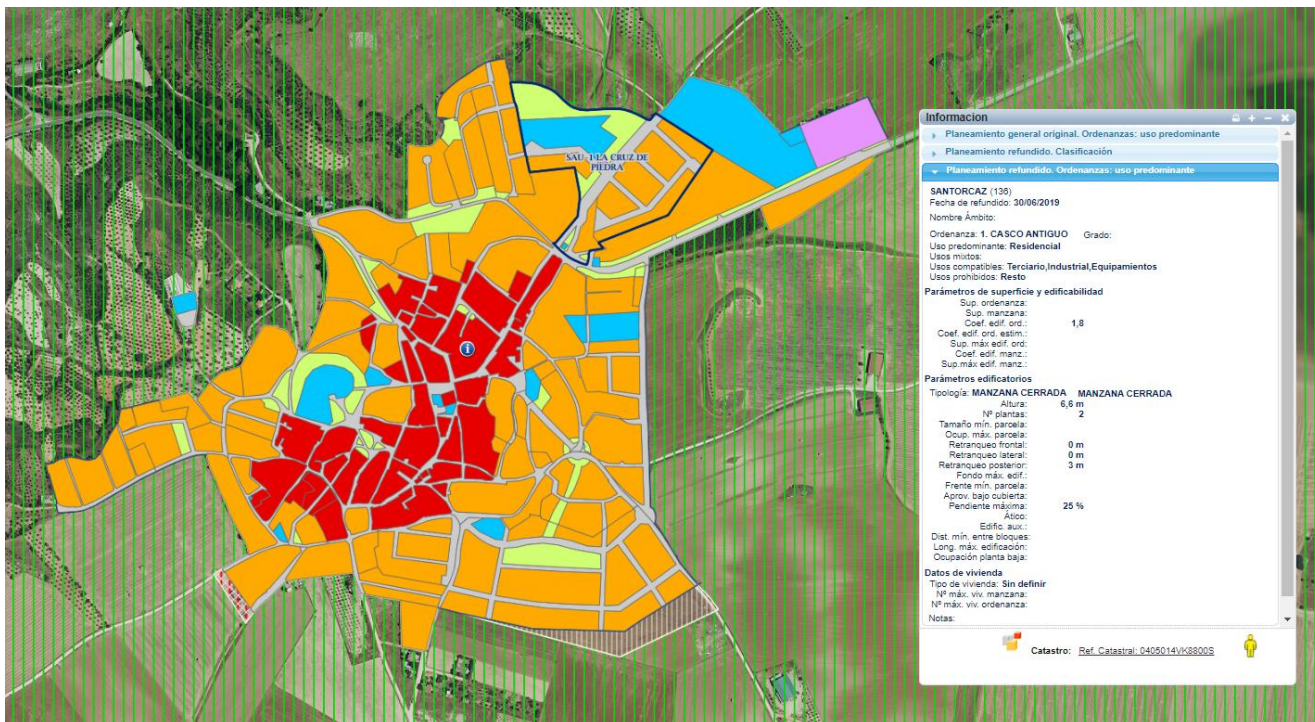 SAU -1 LA CRUZ DE
PIEDRA
Informacion
Planeamiento general original. Ordenanzas: uso predominante
Planeamiento refundido. Clasificación
Planeamiento refundido. Ordenanzas: uso predominante
SANTORCAZ (136)
Fecha de refundido: 30/06/2019
Nombre Ámbito:
Ordenanza: 1. CASCO ANTIGUO Grado:
Uso predominante: Residencial
Usos mixtos:
Usos compatibles: Terciario,Industrial,Equipamientos
Usos prohibidos: Resto
Parámetros de superficie y edificabilidad
Sup. ordenanza:
Sup. manzana:
Coef. edif. ord.: 1,8
Coef. edif. ord. estim.:
Sup. máx edif. ord:
Coef. edif. manz.:
Sup.máx edif. manz.:
Parámetros edificatorios
Tipología: MANZANA CERRADA MANZANA CERRADA
Altura: 6,6 m
Nº plantas: 2
Tamaño mín. parcela:
Ocup. máx. parcela:
Retranqueo frontal: 0 m
Retranqueo lateral: 0 m
Retranqueo posterior: 3 m
Fondo máx. edif.:
Frente mín. parcela:
Aprov. bajo cubierta:
Pendiente máxima: 25 %
Ático:
Edific. aux.:
Dist. mín. entre bloques:
Long. máx. edificación:
Ocupación planta baja:
Datos de vivienda
Tipo de vivienda: Sin definir
Nº máx. viv. manzana:
Nº máx. viv. ordenanza:
Notas:
Catastro: Ref. Catastral: 0405014VK8800S